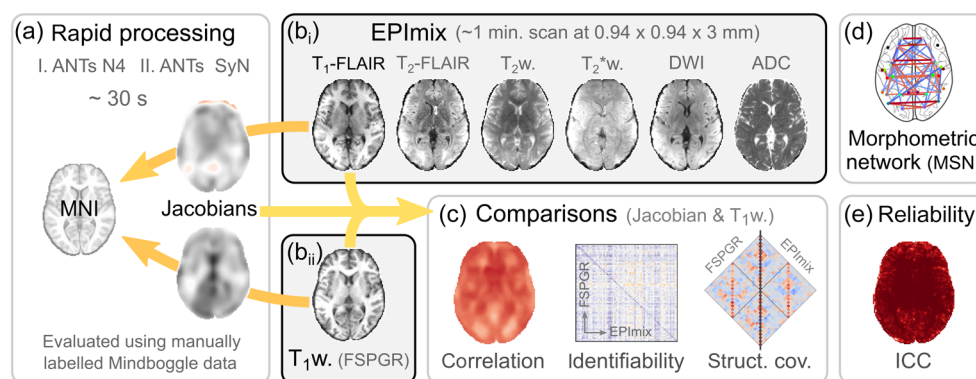 (a) Rapid processing
I. ANTs N4 II. ANTs SyN
~ 30 s
MNI
Jacobians
Evaluated using manually
labelled Mindboggle data
(bi)
EPImix (~1 min. scan at 0.94 x 0.94 x 3 mm)
T1-FLAIR T2-FLAIR T2w. T2*w. DWI ADC
(bii)
T1w. (FSPGR)
(c) Comparisons (Jacobian & T1w.)
FSPGR
EPImix
FSPGR
EPImix
Correlation Identifiability Struct. cov.
(d)
Morphometric
network (MSN
(e) Reliability
ICC